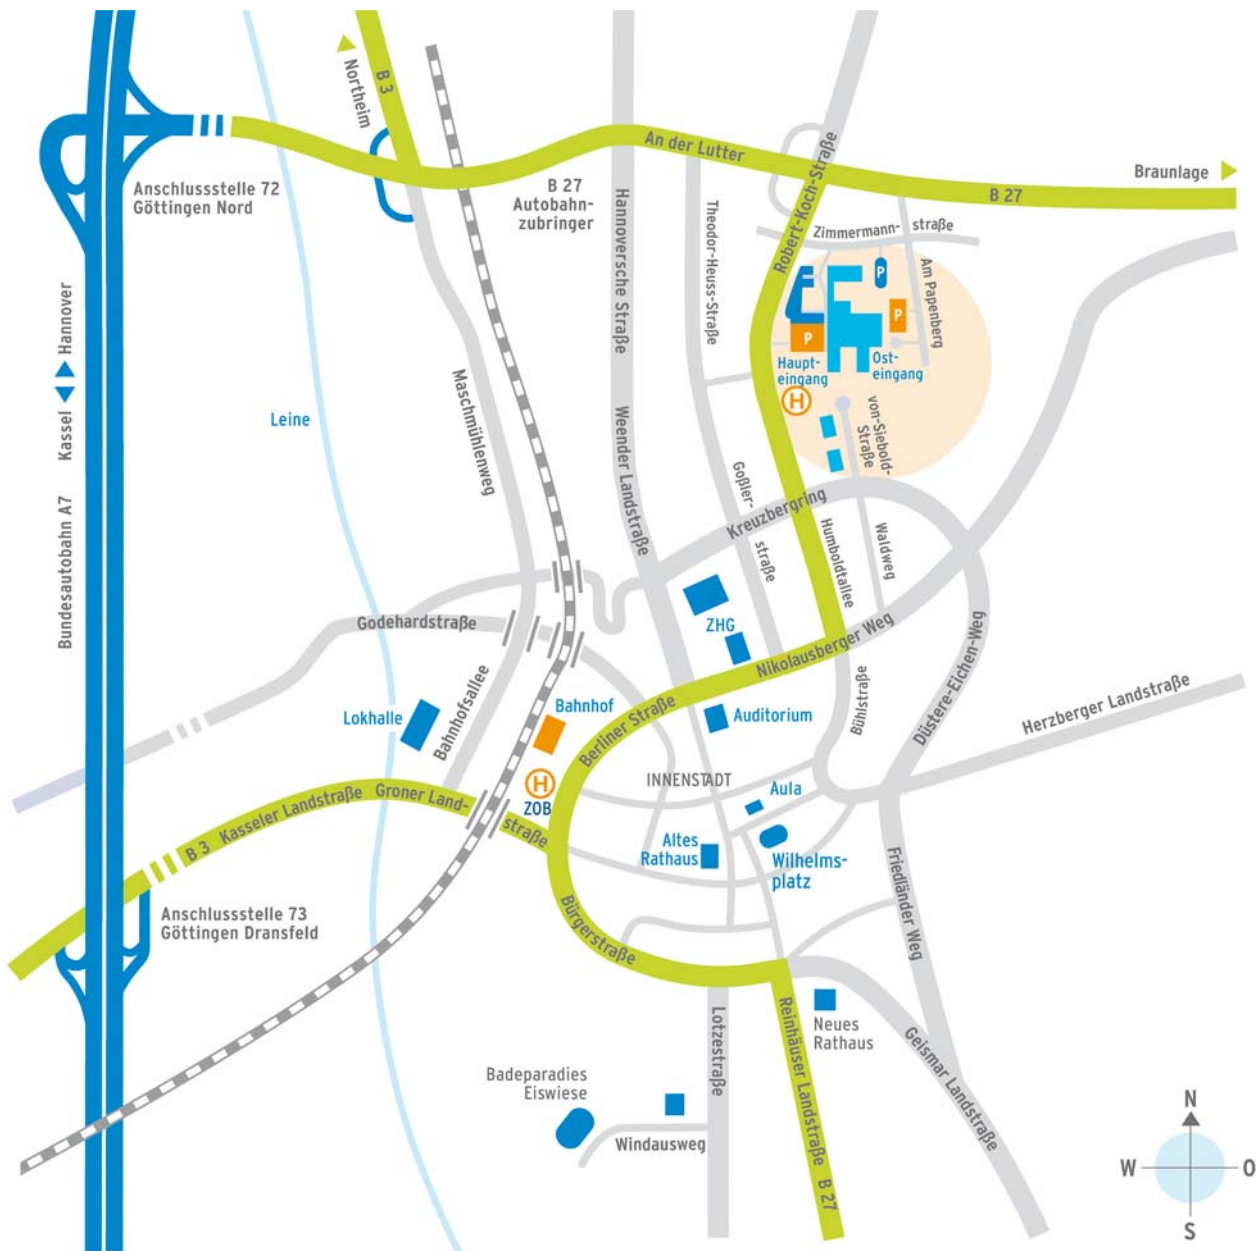 Northeim
B 3
An der Lutter
Robert-Koch-Straße
Braunlage
Anschlussstelle 72
Göttingen Nord
B 27
Autobahn-
zubringer
B 27
Hannoversche Straße
Theodor-Heuss-Straße
Zimmermann-
straße
P
Am Papenberg
P
P
Haupt-
eingang
Ost-
eingang
H
Kassel
Hannover
Bundesautobahn A7
Leine
Maschmühlenweg
Weender Landstraße
Goßler-
straße
von-Siebold-
Straße
Kreuzbergring
Humboldtallee
Waldweg
ZHG
Godehardstraße
Nikolausberger Weg
Düstere-Eichen-Weg
Bühlstraße
Herzberger Landstraße
Lokhalle
Bahnhofsallee
Bahnhof
Berliner Straße
Auditorium
H
ZOB
INNENSTADT
Aula
B 3
Kasseler Landstraße
Groner Land-
straße
Altes
Rathaus
Wilhelms-
platz
Friedländer Weg
Anschlussstelle 73
Göttingen Dransfeld
Bürgerstraße
Lotzestraße
Reinhäuser Landstraße
B 27
Neues
Rathaus
Geismar Landstraße
Badeparadies
Eiswiese
Windausweg
N
W
O
S